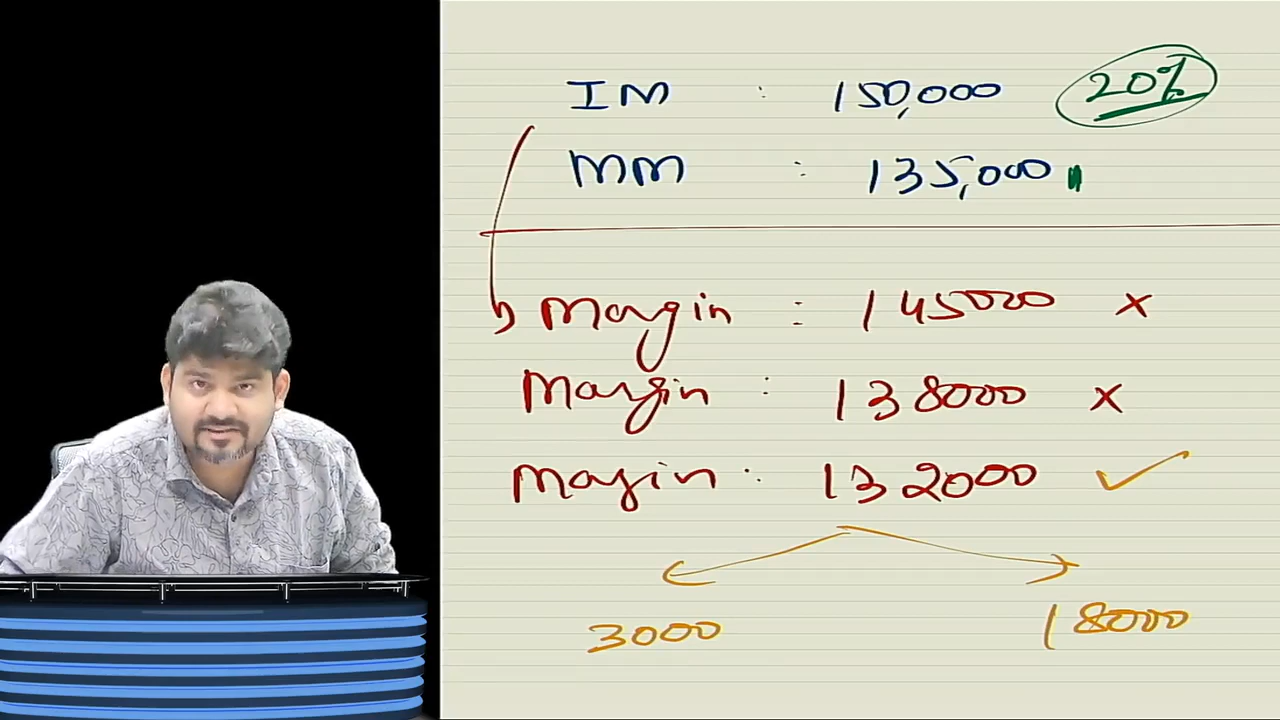 IM : 150,000 20%
MM : 135,000
Margin : 145000 x
Margin : 138000 x
Margin : 132000 ✓
3000 18000